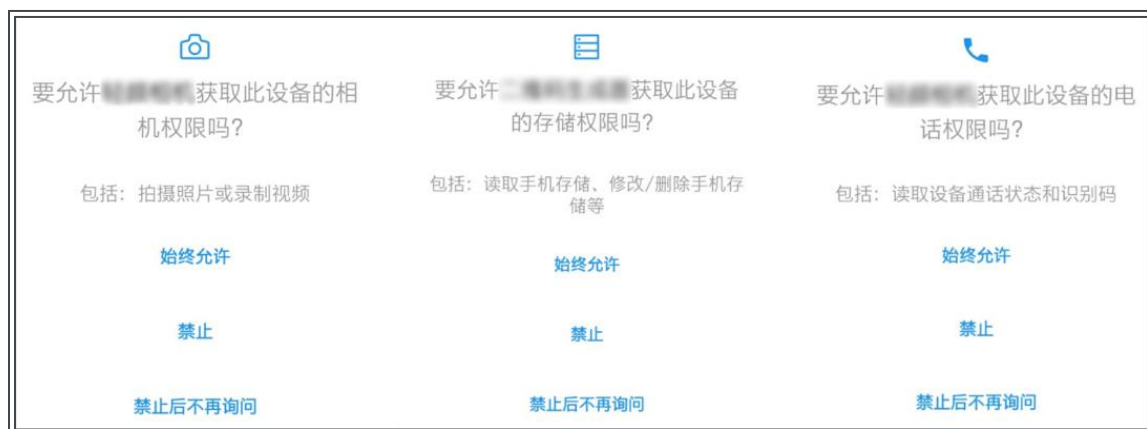 要允许获取此设备的相
机权限吗?
包括：拍摄照片或录制视频
始终允许
禁止
禁止后不再询问
要允许获取此设备
的存储权限吗?
包括：读取手机存储、修改/删除手机存
储等
始终允许
禁止
禁止后不再询问
要允许获取此设备的电
话权限吗?
包括：读取设备通话状态和识别码
始终允许
禁止
禁止后不再询问